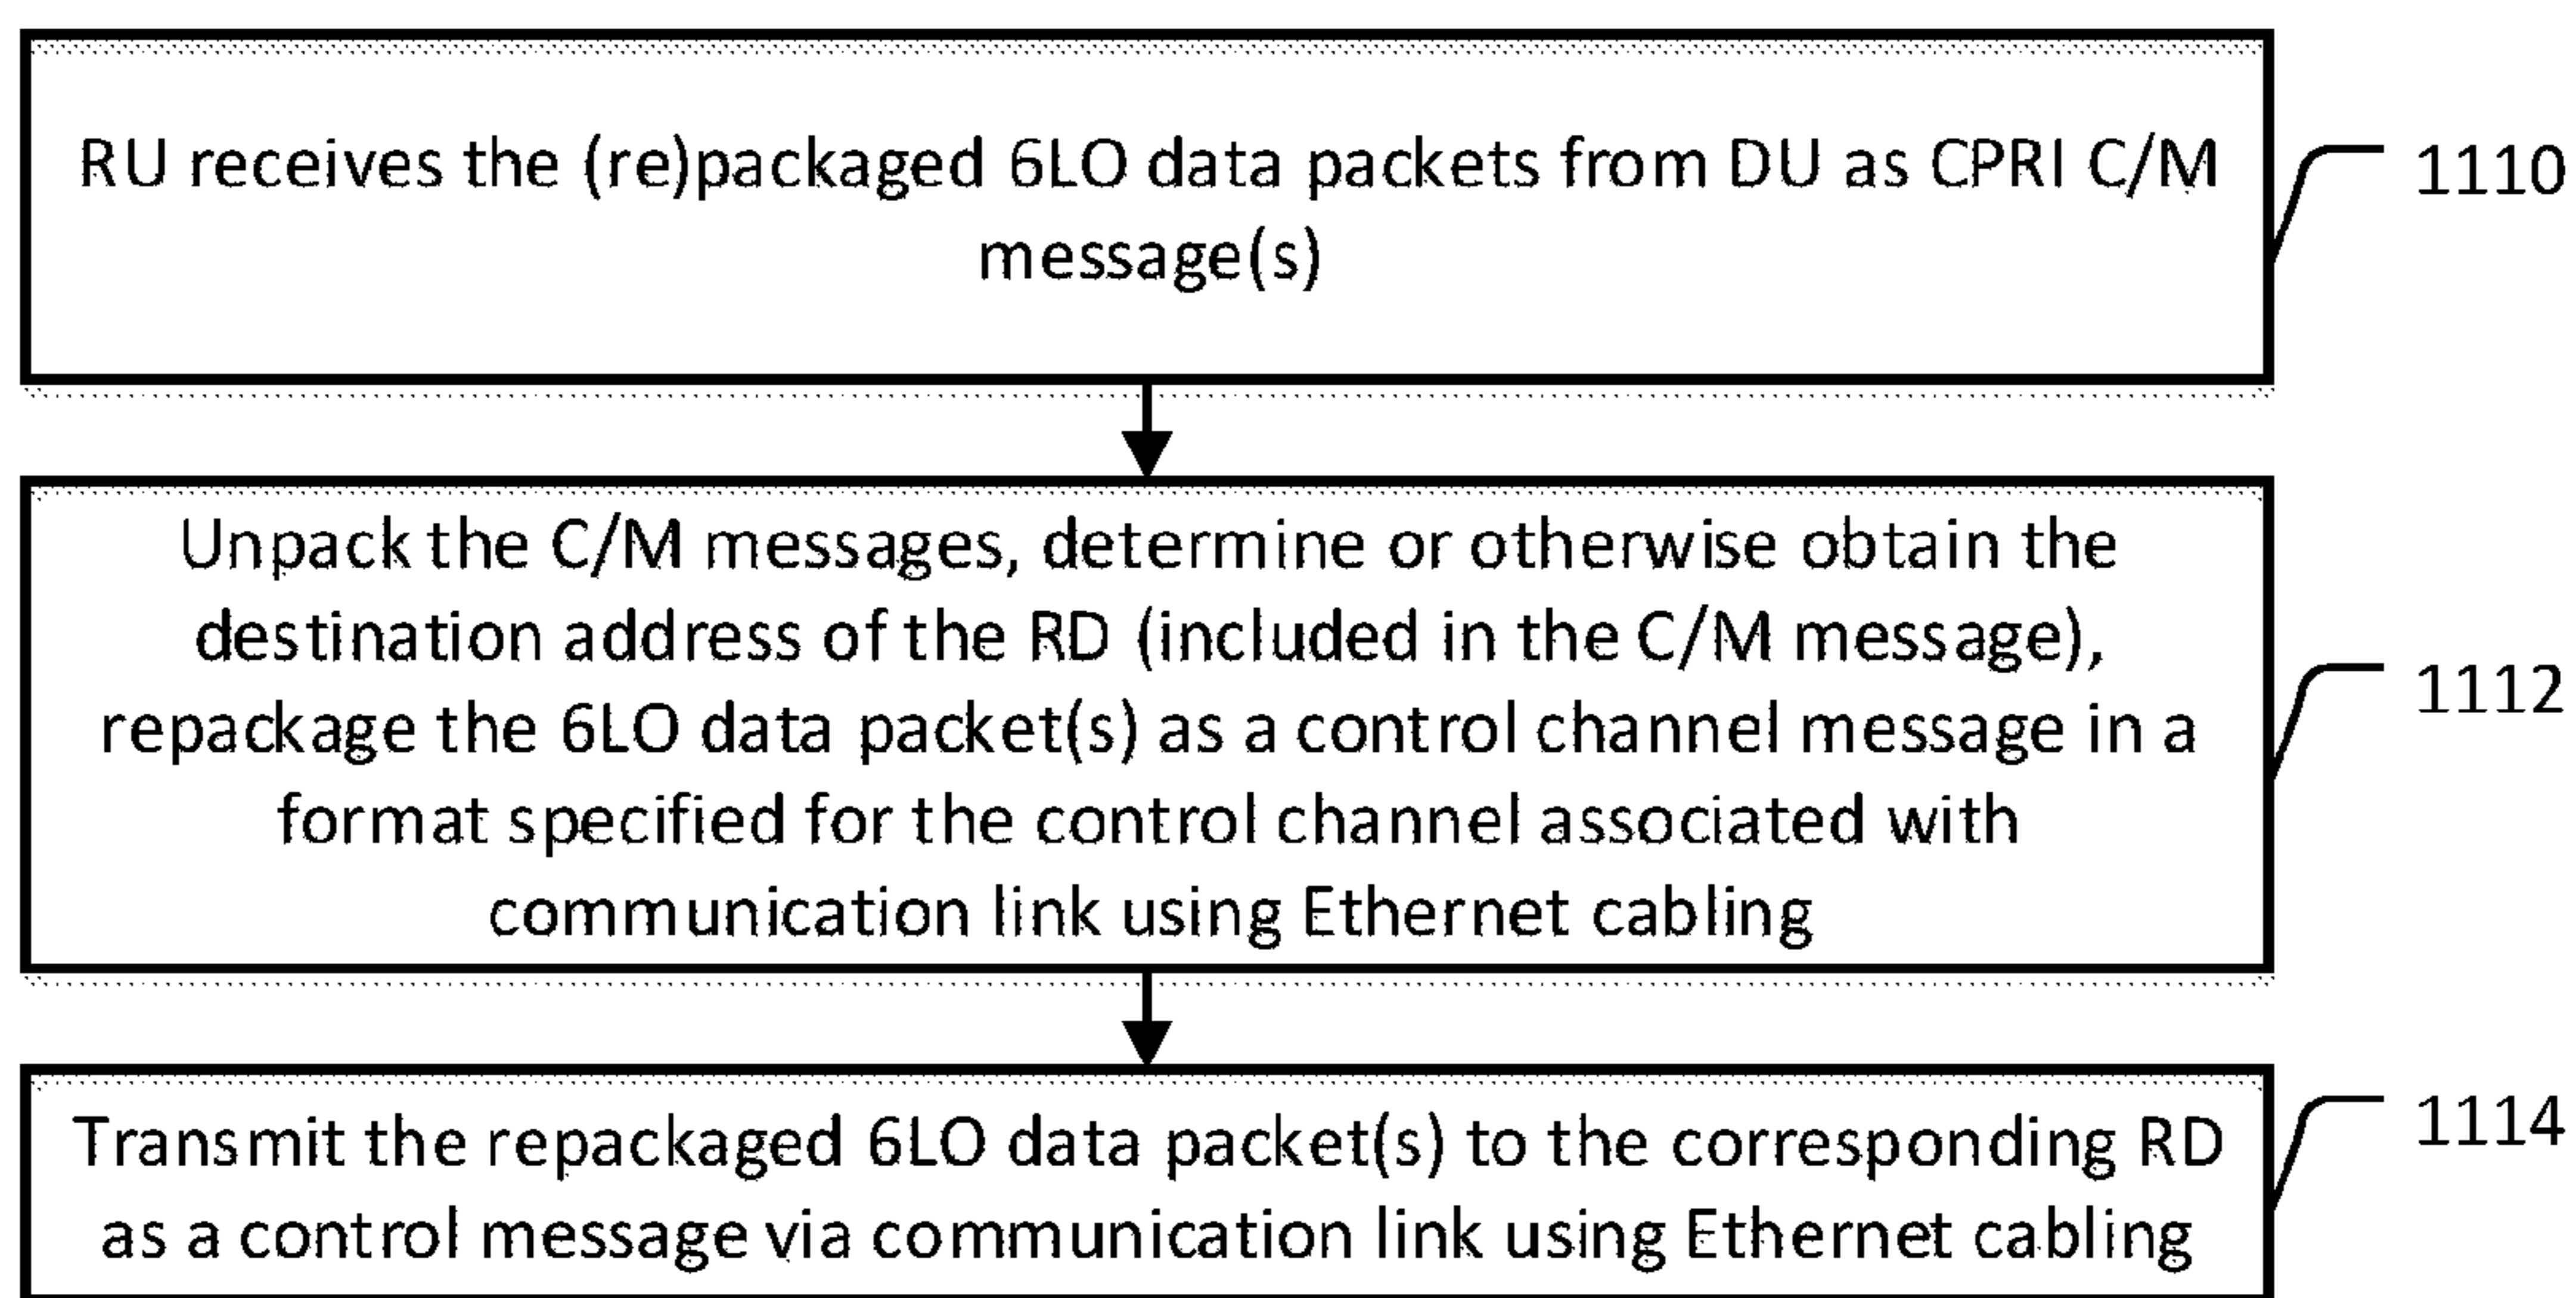 RU receives the (re)packaged 6LO data packets from DU as CPRI C/M
message(s)
1110
Unpack the C/M messages, determine or otherwise obtain the
destination address of the RD (included in the C/M message),
repackage the 6LO data packet(s) as a control channel message in a
format specified for the control channel associated with
communication link using Ethernet cabling
1112
Transmit the repackaged 6LO data packet(s) to the corresponding RD
as a control message via communication link using Ethernet cabling
1114